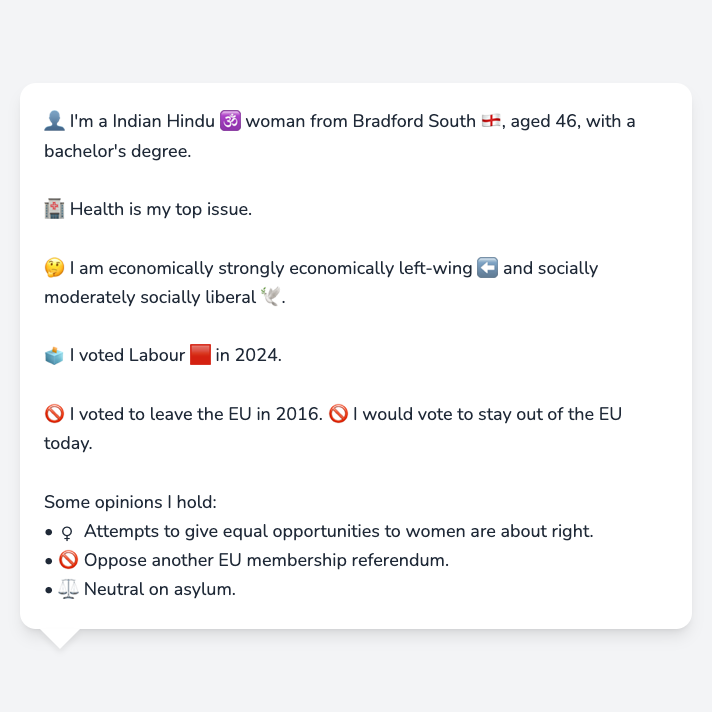 👤 I'm a Indian Hindu 🕉️ woman from Bradford South 🏴󠁧󠁢󠁥󠁮󠁧󠁿, aged 46, with a
bachelor's degree.
🏥 Health is my top issue.
🤔 I am economically strongly economically left-wing ⬅️ and socially
moderately socially liberal 🕊️.
🗳️ I voted Labour 🟥 in 2024.
🚫 I voted to leave the EU in 2016. 🚫 I would vote to stay out of the EU
today.
Some opinions I hold:
• ♀ Attempts to give equal opportunities to women are about right.
• 🚫 Oppose another EU membership referendum.
• ⚖️ Neutral on asylum.